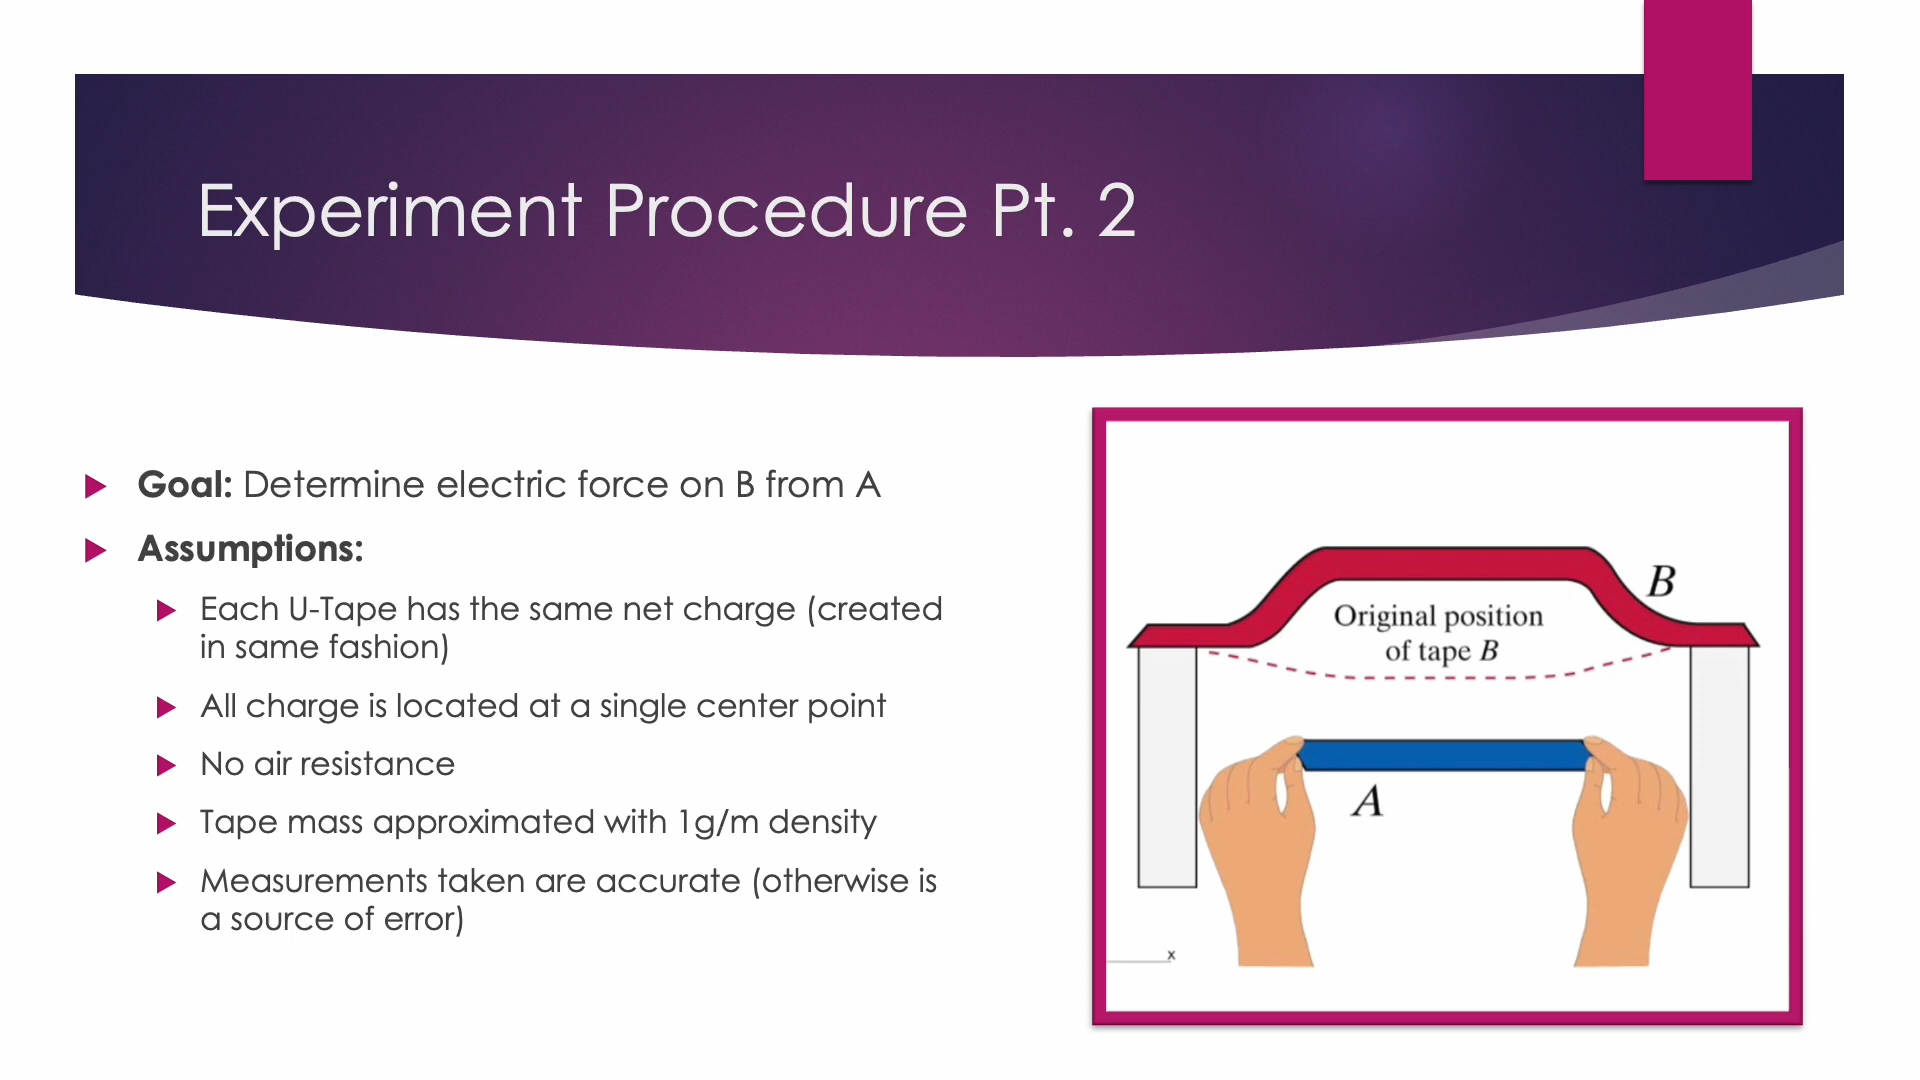 Experiment Procedure Pt. 2
Goal: Determine electric force on B from A
Assumptions:
Each U-Tape has the same net charge (created
in same fashion)
All charge is located at a single center point
No air resistance
Tape mass approximated with 1g/m density
Measurements taken are accurate (otherwise is
a source of error)
B
Original position
of tape B
A
x